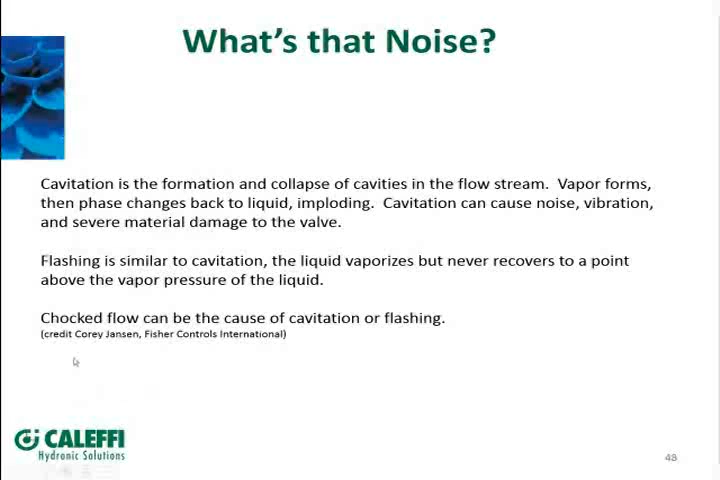 What's that Noise?
Cavitation is the formation and collapse of cavities in the flow stream.  Vapor forms,
then phase changes back to liquid, imploding.  Cavitation can cause noise, vibration,
and severe material damage to the valve.
Flashing is similar to cavitation, the liquid vaporizes but never recovers to a point
above the vapor pressure of the liquid.
Chocked flow can be the cause of cavitation or flashing.
(credit Corey Jansen, Fisher Controls International)
CALEFFI
Hydronic Solutions
48